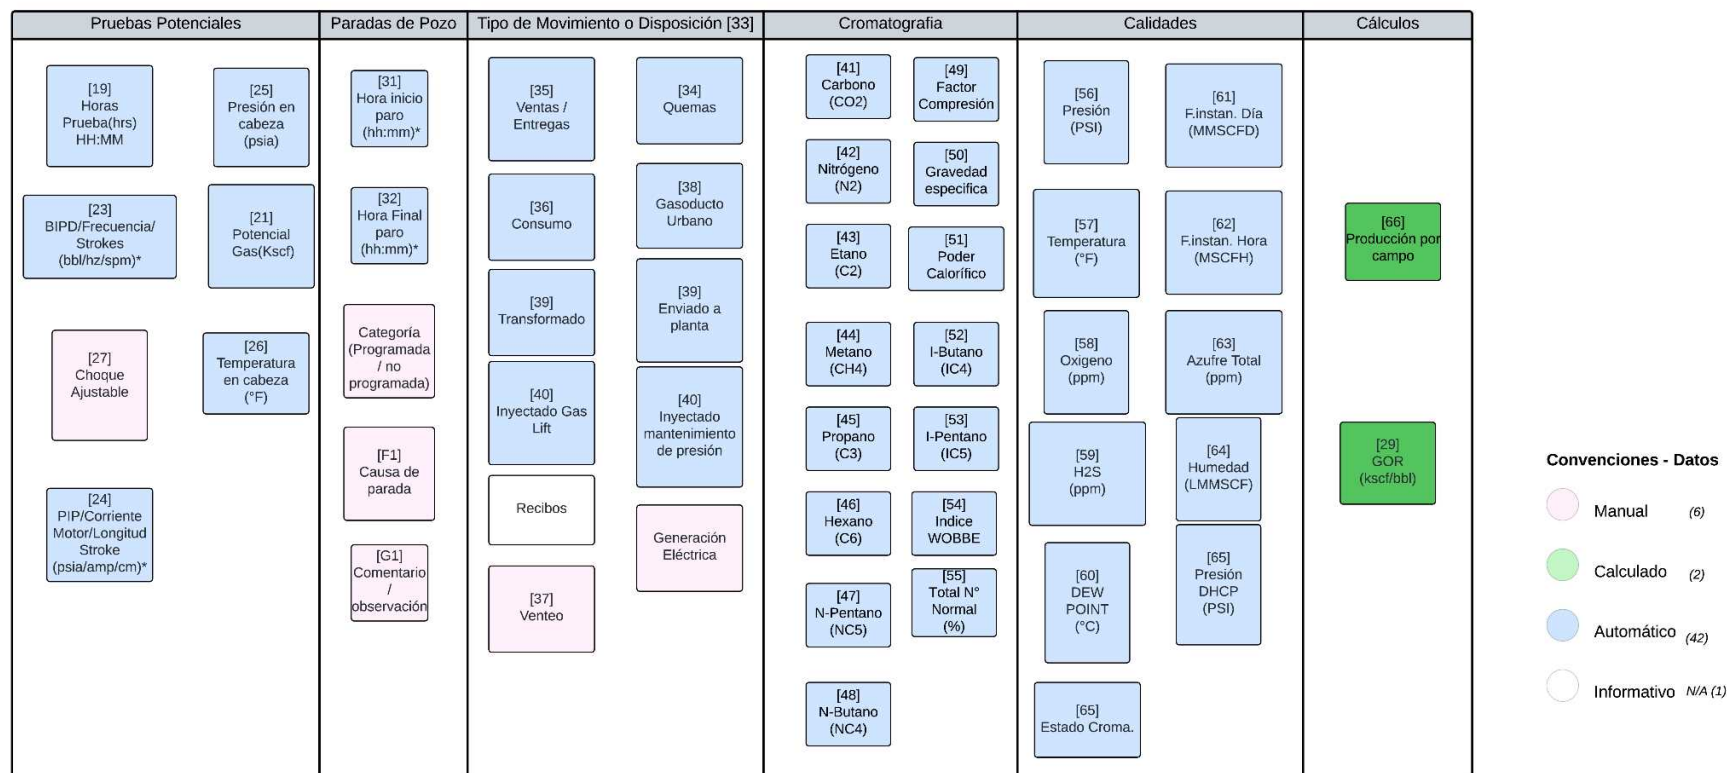 Pruebas Potenciales
Paradas de Pozo
Tipo de Movimiento o Disposición [33]
Cromatografia
Calidades
Cálculos
[19]
Horas
Prueba(hrs)
HH:MM
[25]
Presión en
cabeza
(psia)
[23]
BIPD/Frecuencia/
Strokes
(bbl/hz/spm)*
[21]
Potencial
Gas(Kscf)
[27]
Choque
Ajustable
[26]
Temperatura
en cabeza
(°F)
[24]
PIP/Corriente
Motor/Longitud
Stroke
(psia/amp/cm)*
[31]
Hora inicio
paro
(hh:mm)*
[32]
Hora Final
paro
(hh:mm)*
Categoría
(Programada
/ no
programada)
[F1]
Causa de
parada
[G1]
Comentario
/
observación
[35]
Ventas /
Entregas
[34]
Quemas
[36]
Consumo
[38]
Gasoducto
Urbano
[39]
Transformado
[39]
Enviado a
planta
[40]
Inyectado Gas
Lift
[40]
Inyectado
mantenimiento
de presión
Recibos
Generación
Eléctrica
[37]
Venteo
[41]
Carbono
(CO2)
[49]
Factor
Compresión
[42]
Nitrógeno
(N2)
[50]
Gravedad
especifica
[43]
Etano
(C2)
[51]
Poder
Calorífico
[44]
Metano
(CH4)
[52]
I-Butano
(IC4)
[45]
Propano
(C3)
[53]
I-Pentano
(IC5)
[46]
Hexano
(C6)
[54]
Indice
WOBBE
[47]
N-Pentano
(NC5)
[55]
Total N°
Normal
(%)
[48]
N-Butano
(NC4)
[56]
Presión
(PSI)
[61]
F.instan. Día
(MMSCFD)
[57]
Temperatura
(°F)
[62]
F.instan. Hora
(MSCFH)
[58]
Oxigeno
(ppm)
[63]
Azufre Total
(ppm)
[59]
H2S
(ppm)
[64]
Humedad
(LMMSCF)
[60]
DEW
POINT
(°C)
[65]
Presión
DHCP
(PSI)
[65]
Estado Croma.
[66]
Producción por
campo
[29]
GOR
(kscf/bbl)
Convenciones - Datos
Manual (6)
Calculado (2)
Automático (42)
Informativo N/A (1)